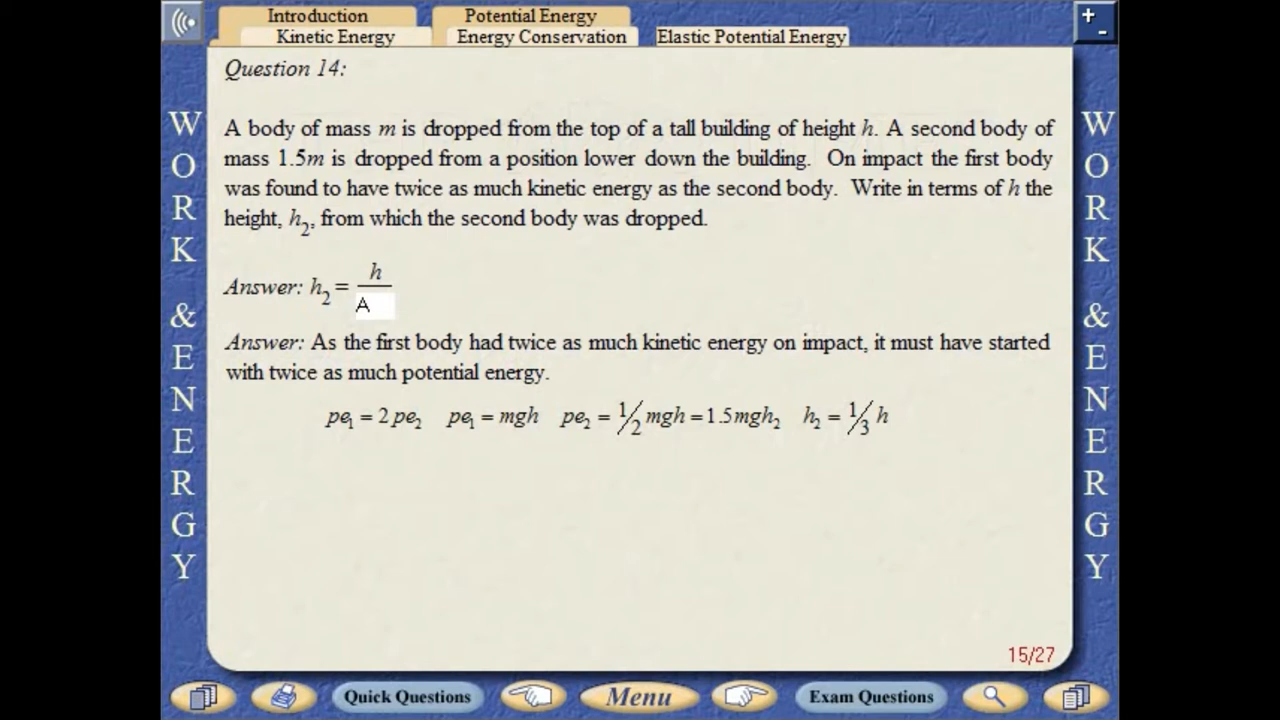 Introduction
Potential Energy
Kinetic Energy
Energy Conservation
Elastic Potential Energy
+
-
Question 14:
A body of mass m is dropped from the top of a tall building of height h. A second body of
mass 1.5m is dropped from a position lower down the building. On impact the first body
was found to have twice as much kinetic energy as the second body. Write in terms of h the
height, h₂, from which the second body was dropped.
Answer: h₂ = h/A
Answer: As the first body had twice as much kinetic energy on impact, it must have started
with twice as much potential energy.
pe₁ = 2pe₂ pe₁ = mgh pe₂ = 1/2 mgh = 1.5mgh₂ h₂ = 1/3 h
WORK & ENERGY
WORK & ENERGY
15/27
Quick Questions
Menu
Exam Questions